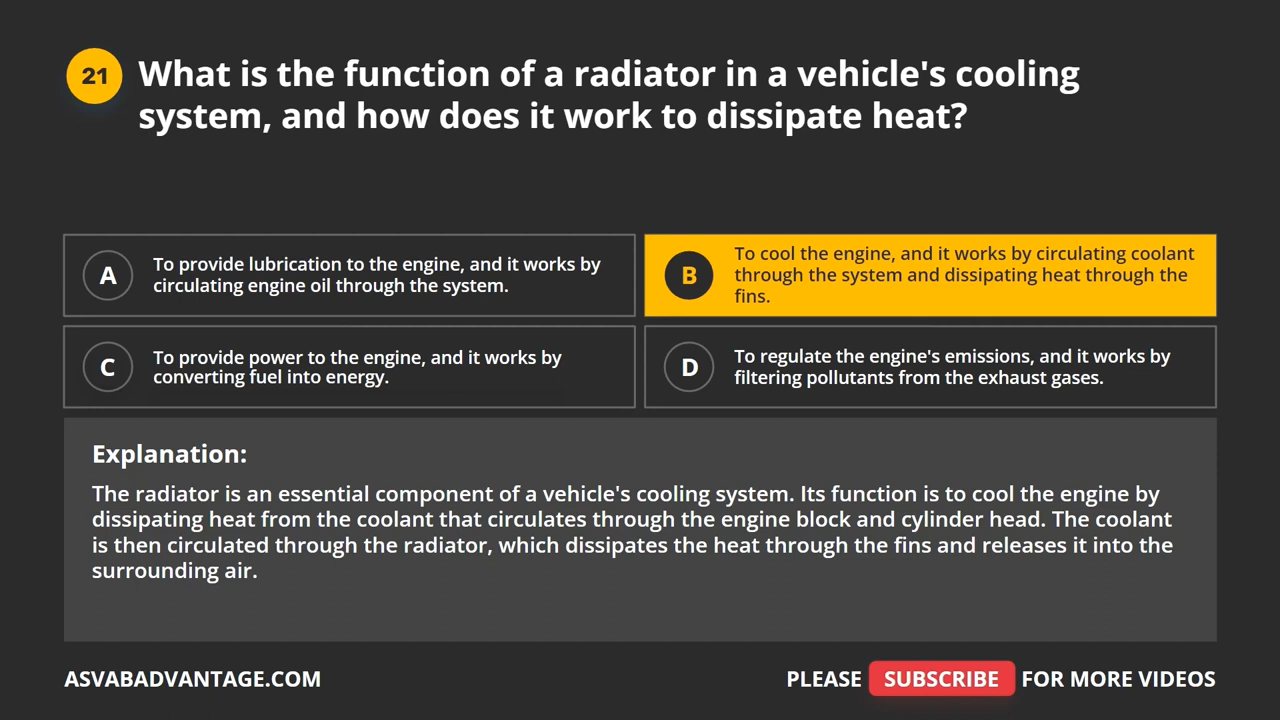 21
What is the function of a radiator in a vehicle's cooling
system, and how does it work to dissipate heat?
A
To provide lubrication to the engine, and it works by
circulating engine oil through the system.
B
To cool the engine, and it works by circulating coolant
through the system and dissipating heat through the
fins.
C
To provide power to the engine, and it works by
converting fuel into energy.
D
To regulate the engine's emissions, and it works by
filtering pollutants from the exhaust gases.
Explanation:
The radiator is an essential component of a vehicle's cooling system. Its function is to cool the engine by
dissipating heat from the coolant that circulates through the engine block and cylinder head. The coolant
is then circulated through the radiator, which dissipates the heat through the fins and releases it into the
surrounding air.
ASVABADVANTAGE.COM
PLEASE SUBSCRIBE FOR MORE VIDEOS